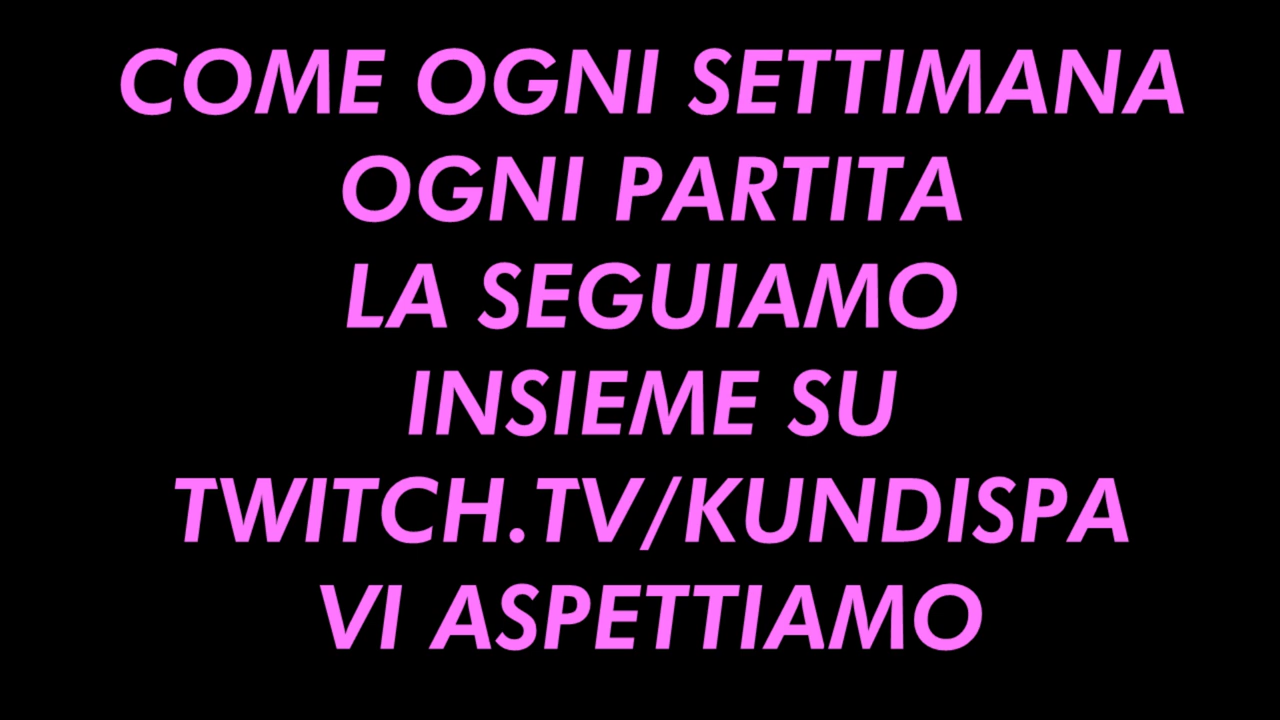 COME OGNI SETTIMANA
OGNI PARTITA
LA SEGUIAMO
INSIEME SU
TWITCH.TV/KUNDISPA
VI ASPETTIAMO